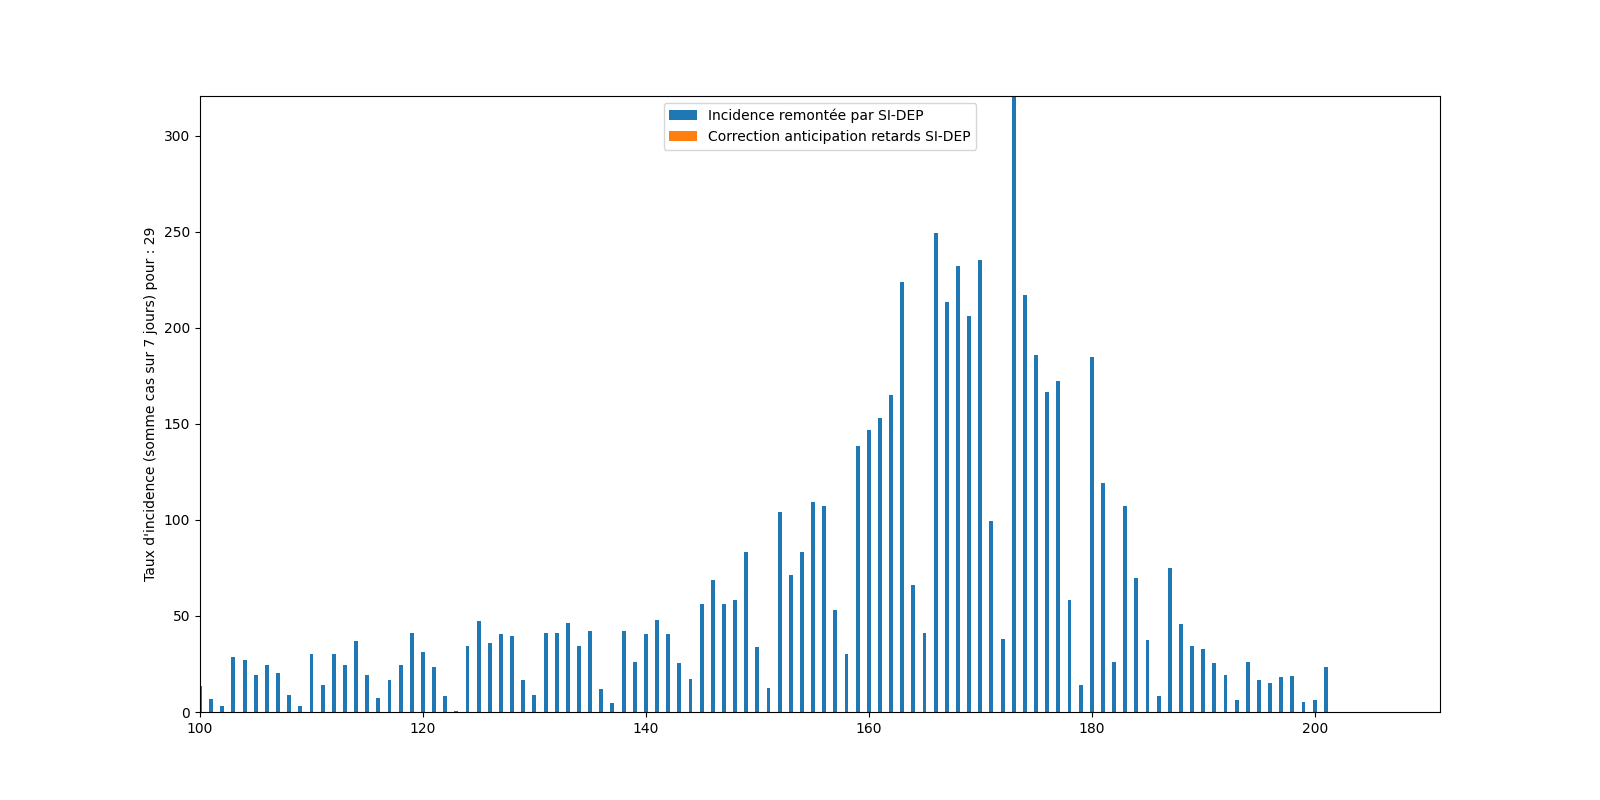 Incidence remontée par SI-DEP
Correction anticipation retards SI-DEP
Taux d'incidence (somme cas sur 7 jours) pour : 29
300
250
200
150
100
50
0
100 120 140 160 180 200